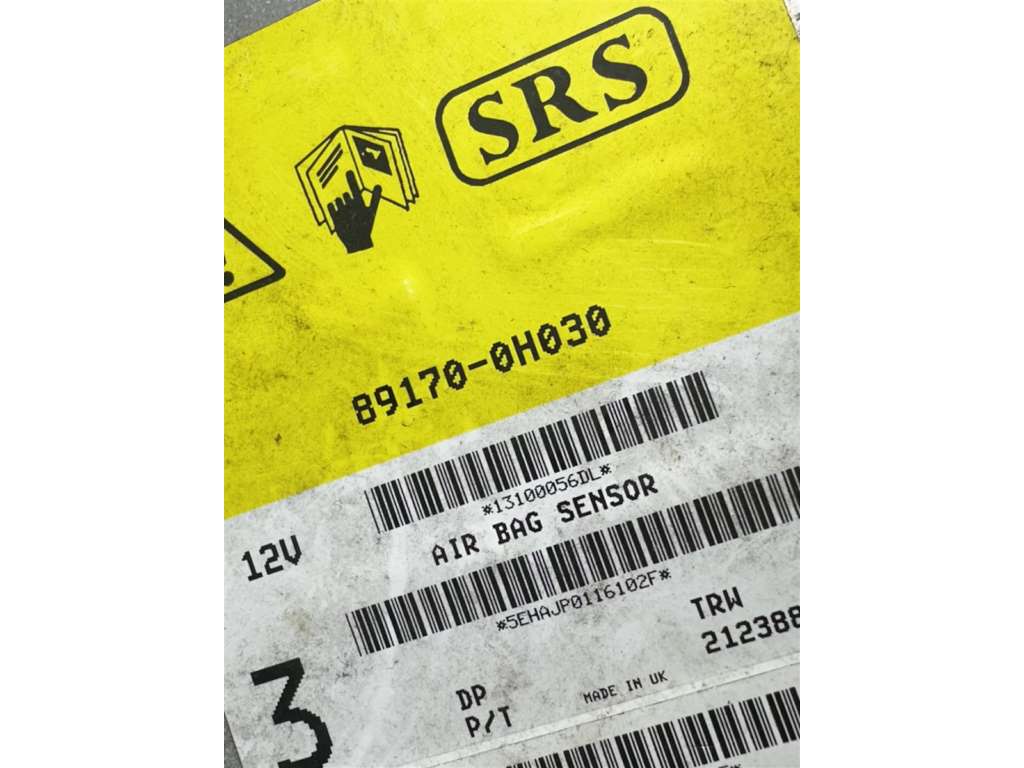 SRS
89170-0H030
*13100056DL*
12V
AIR BAG SENSOR
*5EHAJP0116102F*
TRW
212388
3
DP
P/T
MADE IN UK